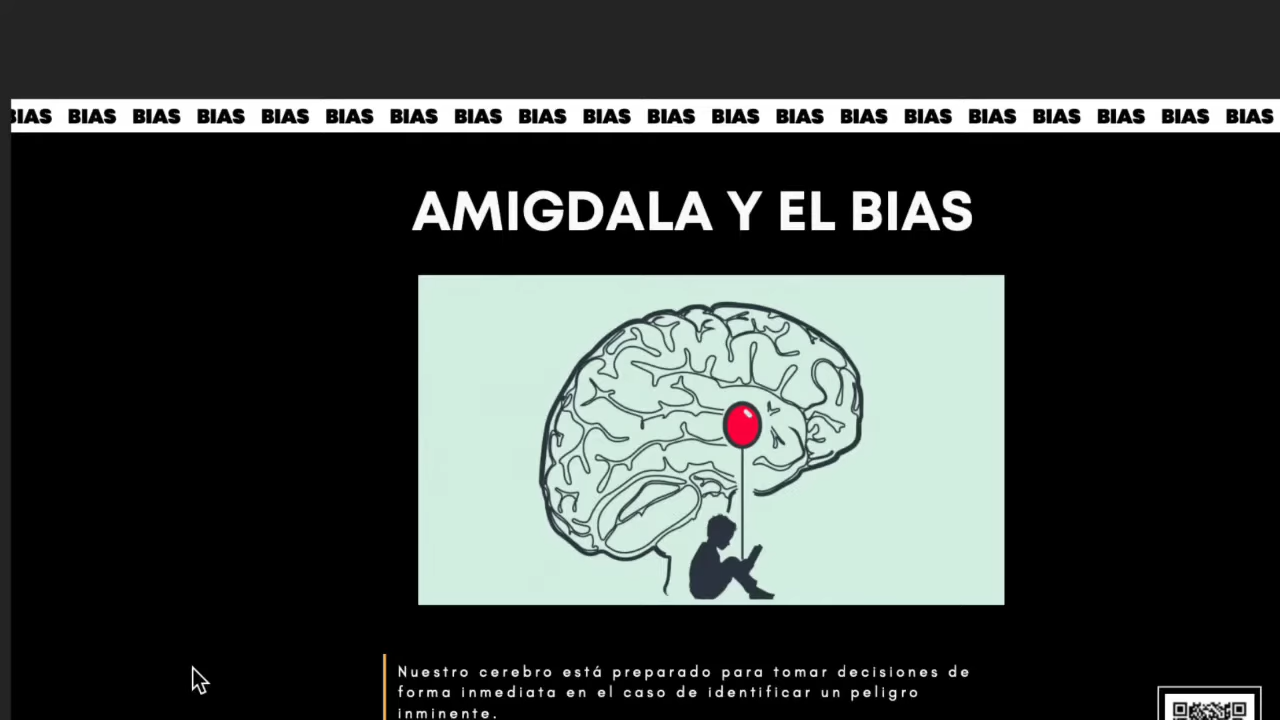 BIAS BIAS BIAS BIAS BIAS BIAS BIAS BIAS BIAS BIAS BIAS BIAS BIAS BIAS BIAS BIAS BIAS BIAS BIAS BIAS
AMIGDALA Y EL BIAS
Nuestro cerebro está preparado para tomar decisiones de
forma inmediata en el caso de identificar un peligro
inminente.